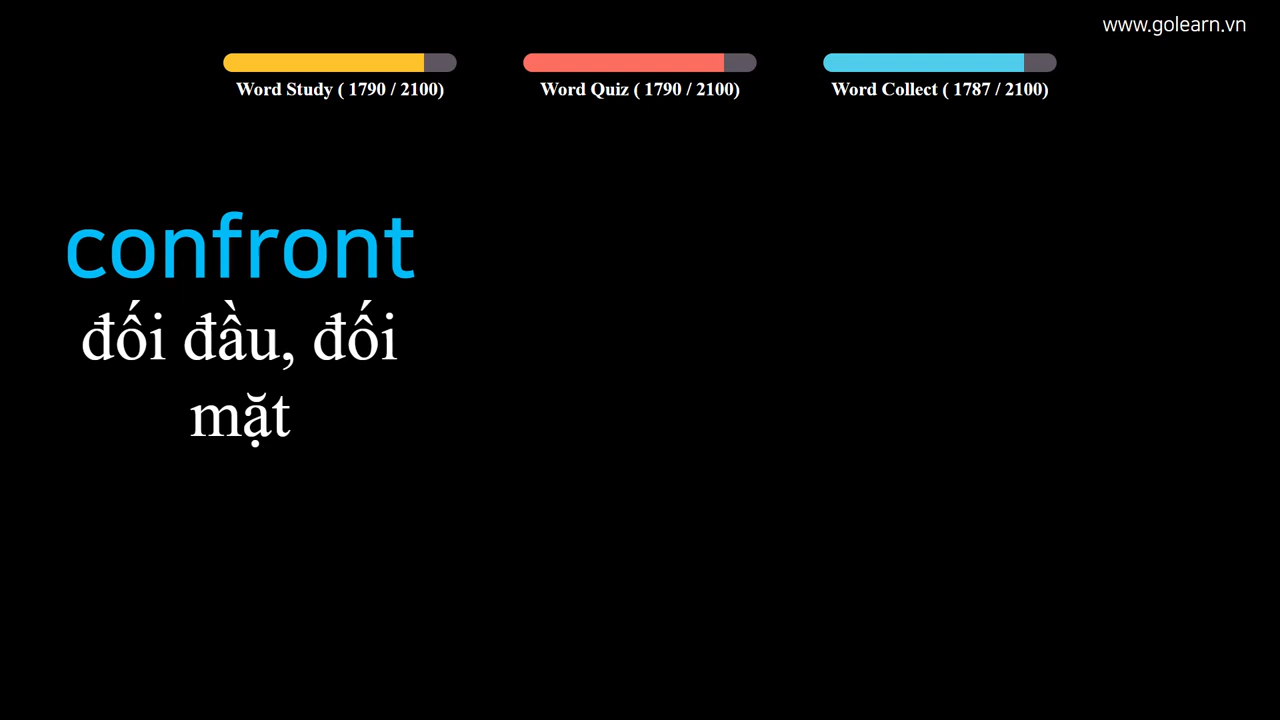 www.golearn.vn
Word Study ( 1790 / 2100)
Word Quiz ( 1790 / 2100)
Word Collect ( 1787 / 2100)
confront
đối đầu, đối
mặt